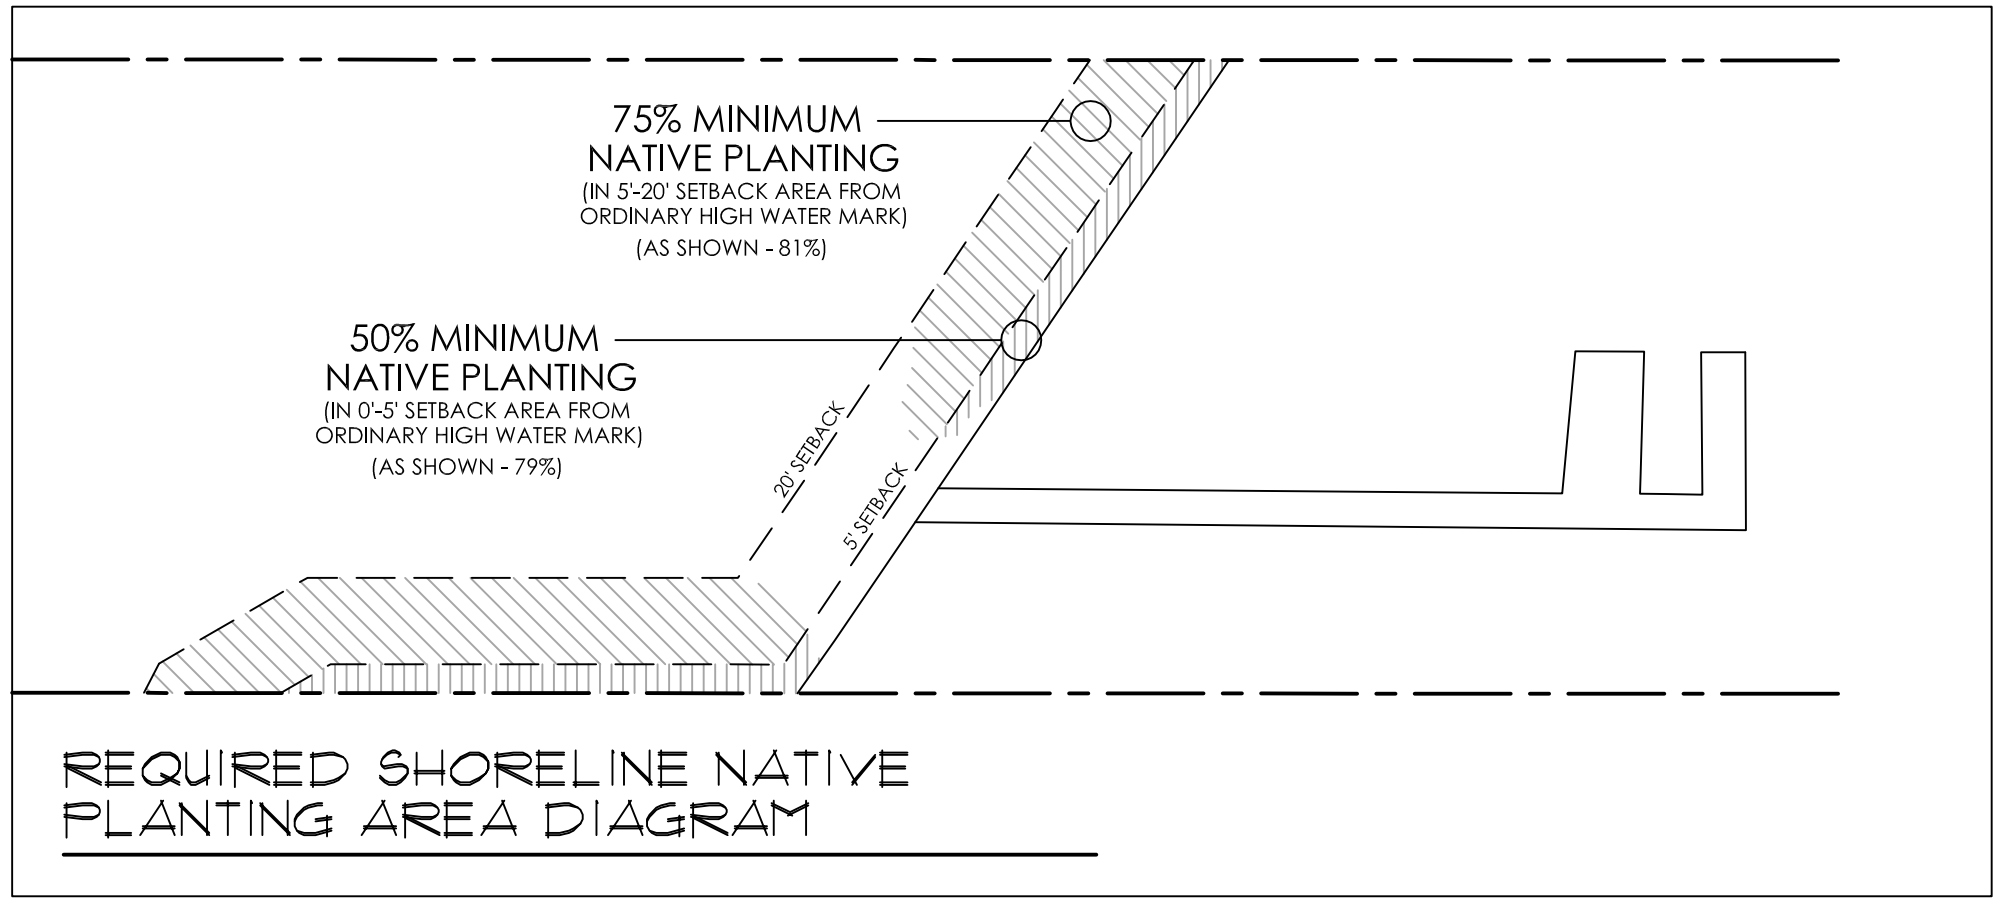 75% MINIMUM
NATIVE PLANTING
(IN 5'-20' SETBACK AREA FROM
ORDINARY HIGH WATER MARK)
(AS SHOWN - 81%)
50% MINIMUM
NATIVE PLANTING
(IN 0'-5' SETBACK AREA FROM
ORDINARY HIGH WATER MARK)
(AS SHOWN - 79%)
20' SETBACK
5' SETBACK
REQUIRED SHORELINE NATIVE
PLANTING AREA DIAGRAM